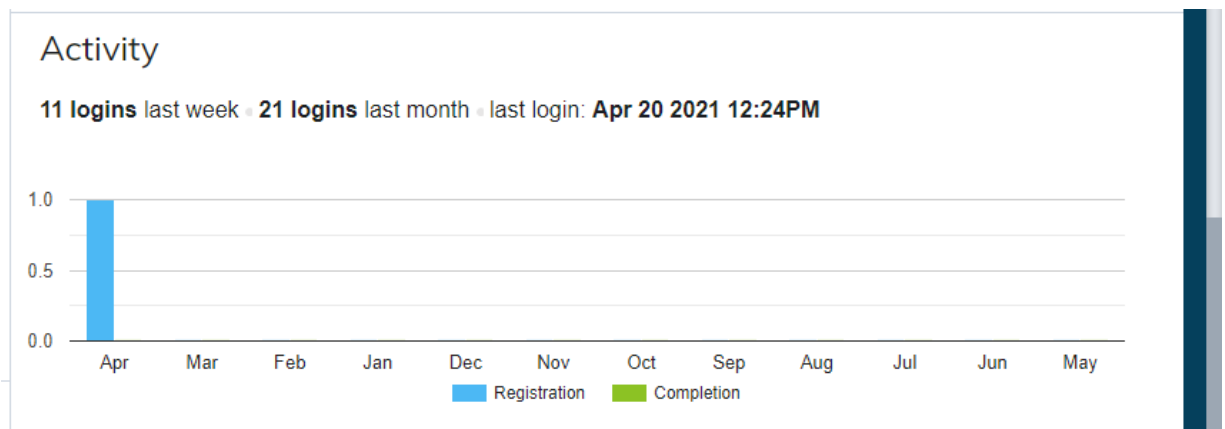 Activity
11 logins last week • 21 logins last month • last login: Apr 20 2021 12:24PM
1.0
0.5
0.0
Apr Mar Feb Jan Dec Nov Oct Sep Aug Jul Jun May
Registration Completion